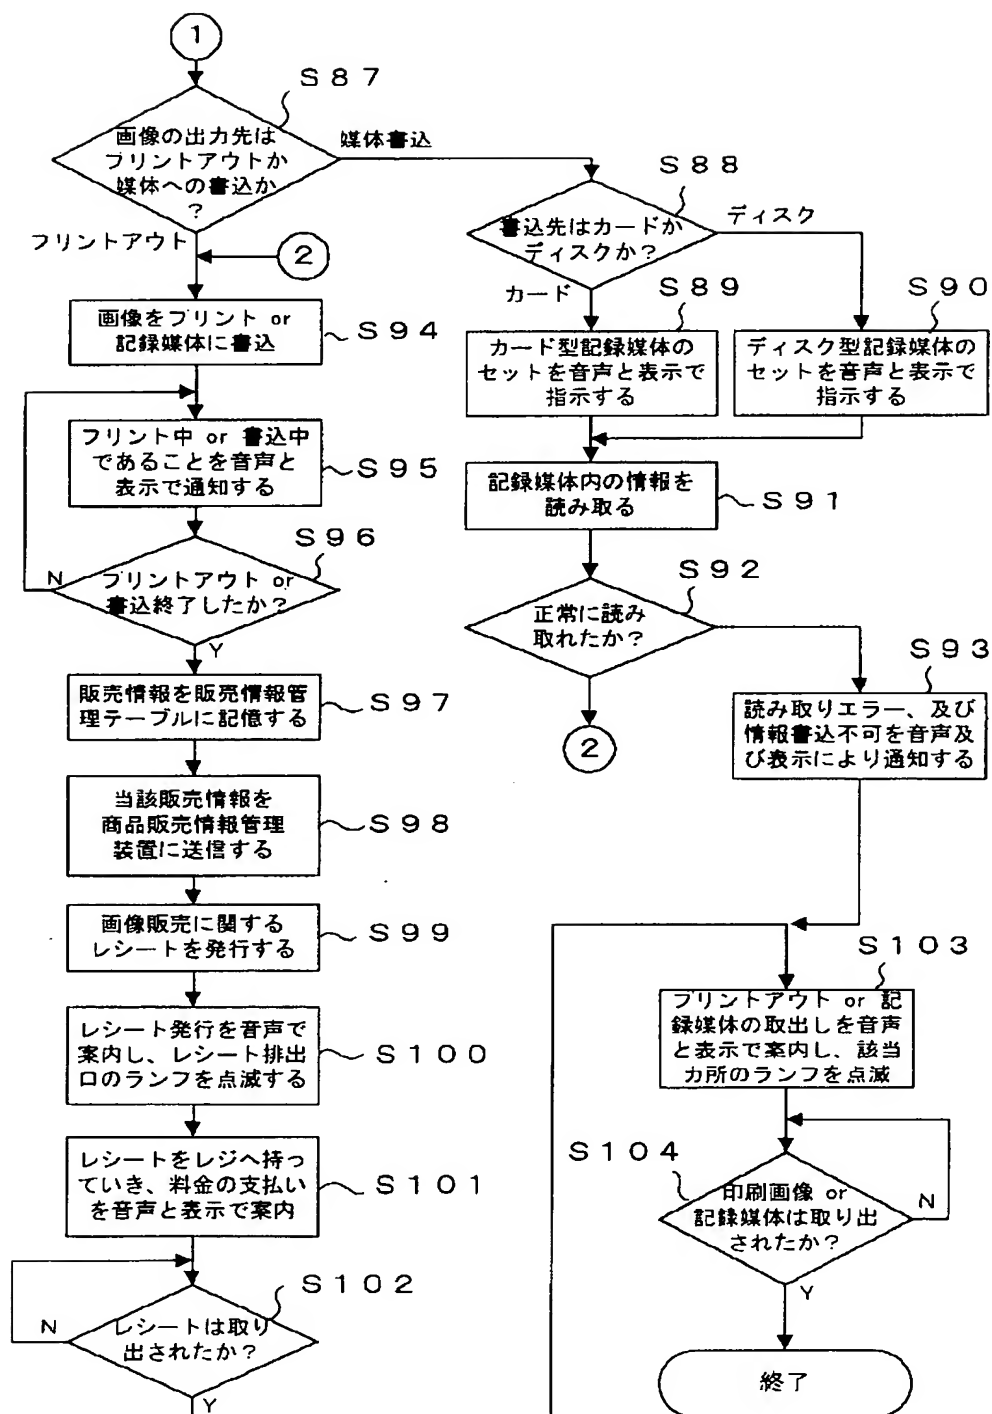 1
S87
画像の出力先は
プリントアウトか
媒体への書込か
?
媒体書込
プリントアウト
2
S94
画像をプリント or
記録媒体に書込
S95
プリント中 or 書込中
であることを音声と
表示で通知する
S96
プリントアウト or
書込終了したか?
N
Y
S97
販売情報を販売情報管
理テーブルに記憶する
S98
当該販売情報を
商品販売情報管理
装置に送信する
S99
画像販売に関する
レシートを発行する
S100
レシート発行を音声で
案内し、レシート排出
口のランプを点滅する
S101
レシートをレジへ持っ
ていき、料金の支払い
を音声と表示で案内
S102
レシートは取り
出されたか?
N
Y
S88
書込先はカードか
ディスクか?
ディスク
カード
S89
カード型記録媒体の
セットを音声と表示で
指示する
S90
ディスク型記録媒体の
セットを音声と表示で
指示する
S91
記録媒体内の情報を
読み取る
S92
正常に読み
取れたか?
2
S93
読み取りエラー、及び
情報書込不可を音声及
び表示により通知する
S103
プリントアウト or 記
録媒体の取出しを音声
と表示で案内し、該当
カ所のランプを点滅
S104
印刷画像 or
記録媒体は取り出
されたか?
N
Y
終了